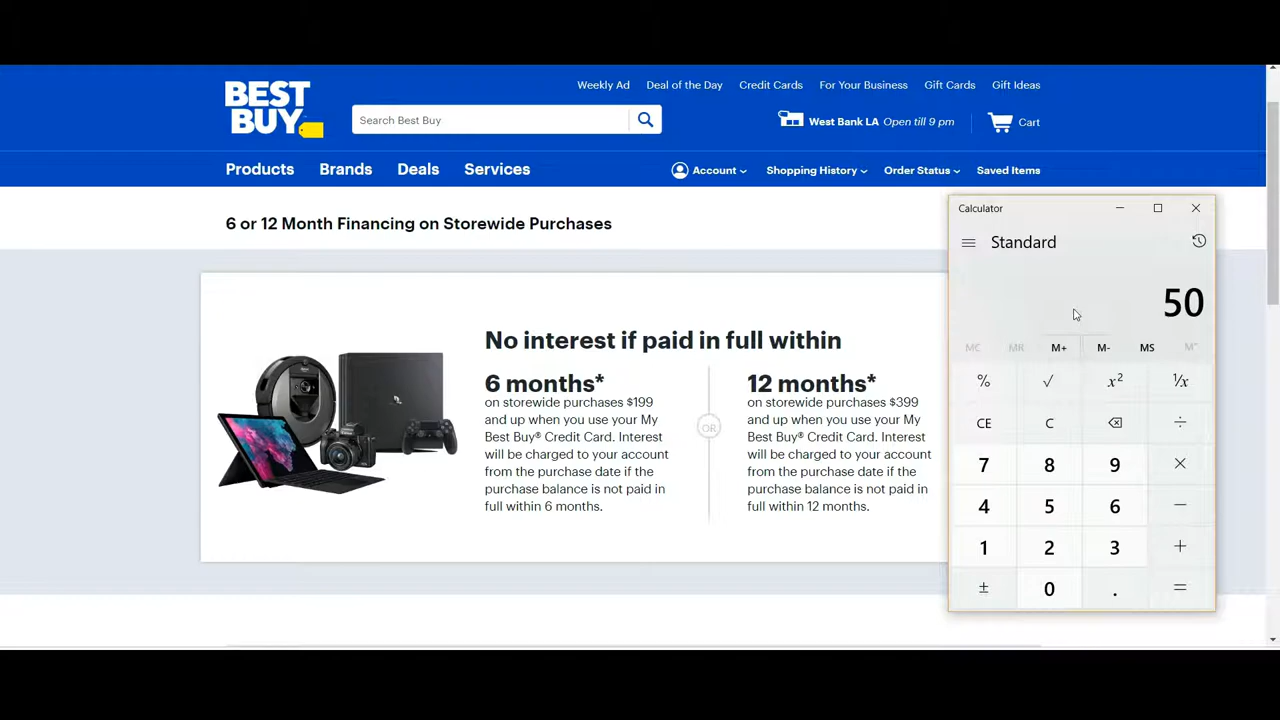 Weekly Ad Deal of the Day Credit Cards For Your Business Gift Cards Gift Ideas
BEST
BUY
Search Best Buy
West Bank LA Open till 9 pm
Cart
Products Brands Deals Services
Account Shopping History Order Status Saved Items
6 or 12 Month Financing on Storewide Purchases
No interest if paid in full within
6 months*
on storewide purchases $199
and up when you use your My
Best Buy® Credit Card. Interest
will be charged to your account
from the purchase date if the
purchase balance is not paid in
full within 6 months.
OR
12 months*
on storewide purchases $399
and up when you use your My
Best Buy® Credit Card. Interest
will be charged to your account
from the purchase date if the
purchase balance is not paid in
full within 12 months.
Calculator
Standard
50
MC MR M+ M- MS M˅
% √ x² ¹/x
CE C ÷
7 8 9 ×
4 5 6 −
1 2 3 +
± 0 . =